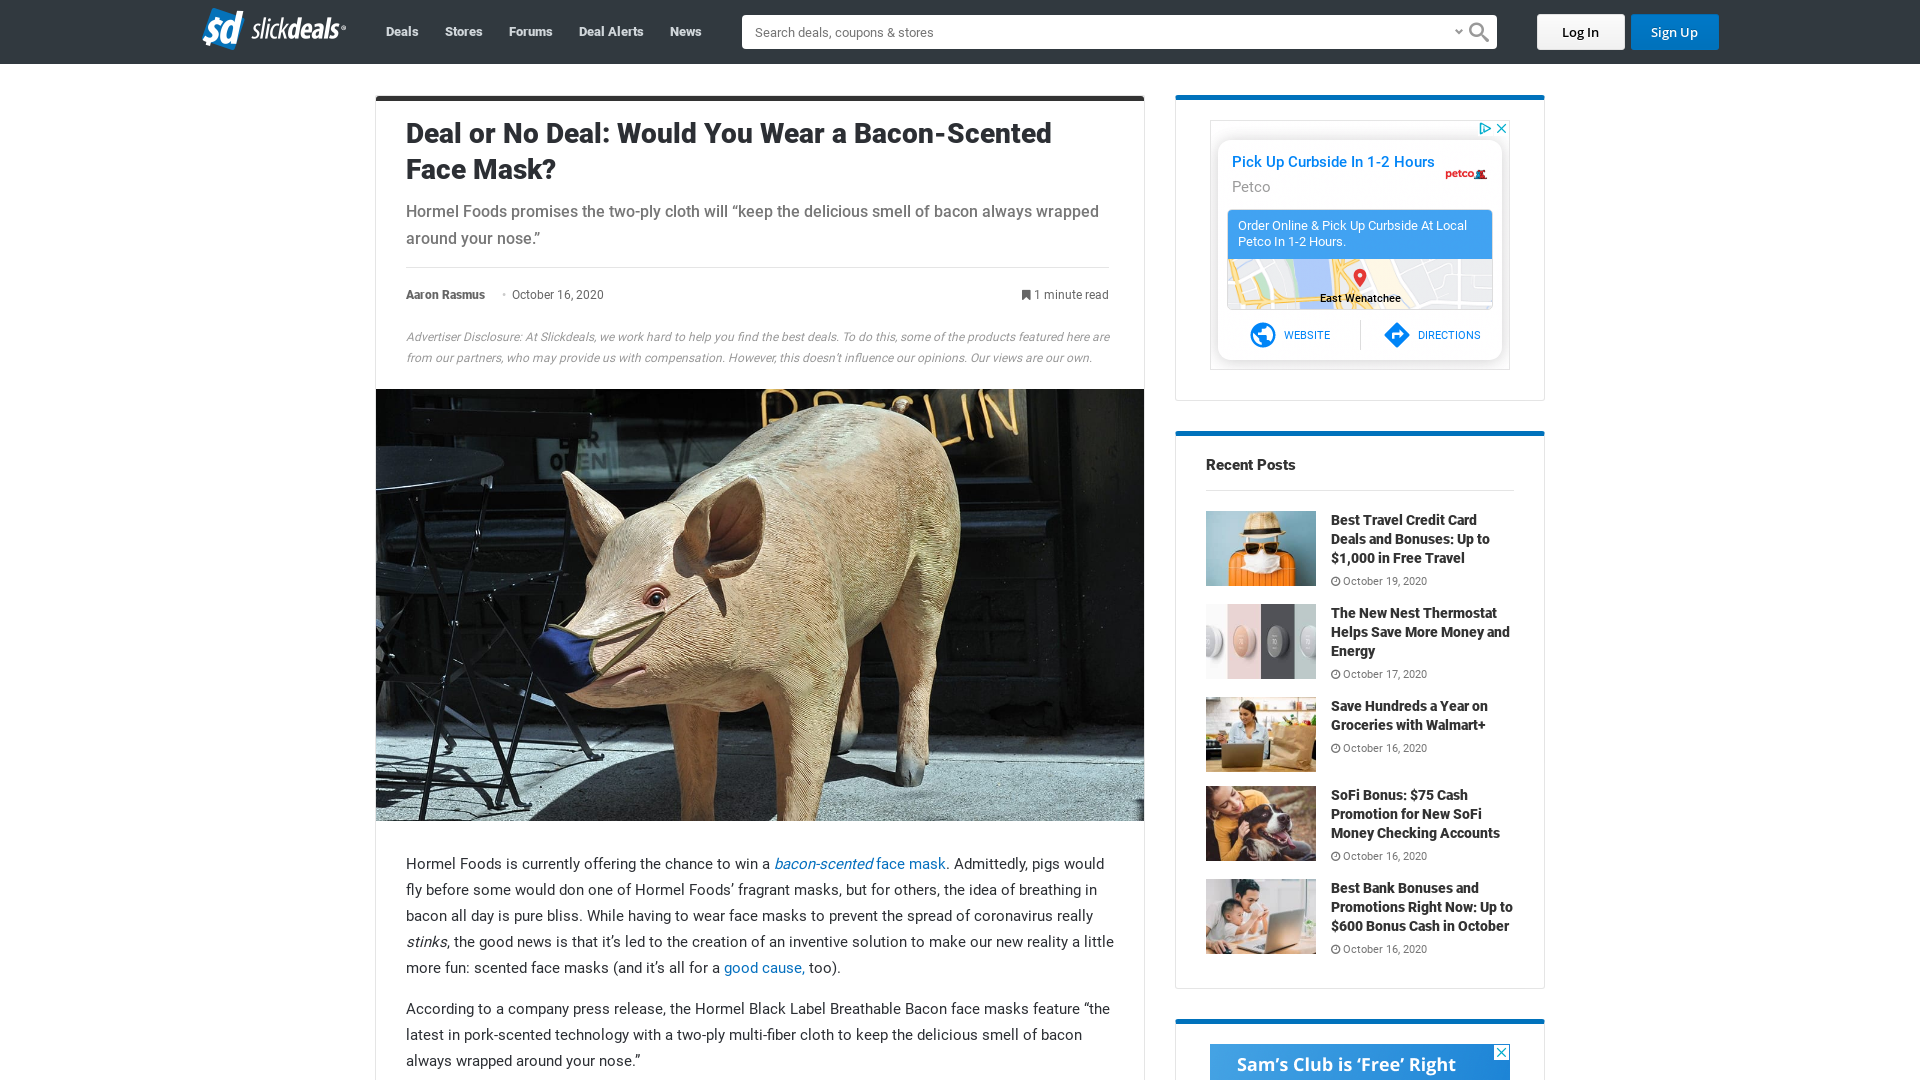 slickdeals
Deals
Stores
Forums
Deal Alerts
News
Search deals, coupons & stores
Log In
Sign Up
Deal or No Deal: Would You Wear a Bacon-Scented
Face Mask?
Hormel Foods promises the two-ply cloth will “keep the delicious smell of bacon always wrapped
around your nose.”
Aaron Rasmus
October 16, 2020
1 minute read
Advertiser Disclosure: At Slickdeals, we work hard to help you find the best deals. To do this, some of the products featured here are
from our partners, who may provide us with compensation. However, this doesn’t influence our opinions. Our views are our own.
BAR
OPEN
Hormel Foods is currently offering the chance to win a bacon-scented face mask. Admittedly, pigs would
fly before some would don one of Hormel Foods’ fragrant masks, but for others, the idea of breathing in
bacon all day is pure bliss. While having to wear face masks to prevent the spread of coronavirus really
stinks, the good news is that it’s led to the creation of an inventive solution to make our new reality a little
more fun: scented face masks (and it’s all for a good cause, too).
According to a company press release, the Hormel Black Label Breathable Bacon face masks feature “the
latest in pork-scented technology with a two-ply multi-fiber cloth to keep the delicious smell of bacon
always wrapped around your nose.”
Pick Up Curbside In 1-2 Hours
Petco
petco
Order Online & Pick Up Curbside At Local
Petco In 1-2 Hours.
East Wenatchee
WEBSITE
DIRECTIONS
Recent Posts
Best Travel Credit Card
Deals and Bonuses: Up to
$1,000 in Free Travel
October 19, 2020
The New Nest Thermostat
Helps Save More Money and
Energy
October 17, 2020
Save Hundreds a Year on
Groceries with Walmart+
October 16, 2020
SoFi Bonus: $75 Cash
Promotion for New SoFi
Money Checking Accounts
October 16, 2020
Best Bank Bonuses and
Promotions Right Now: Up to
$600 Bonus Cash in October
October 16, 2020
Sam’s Club is ‘Free’ Right